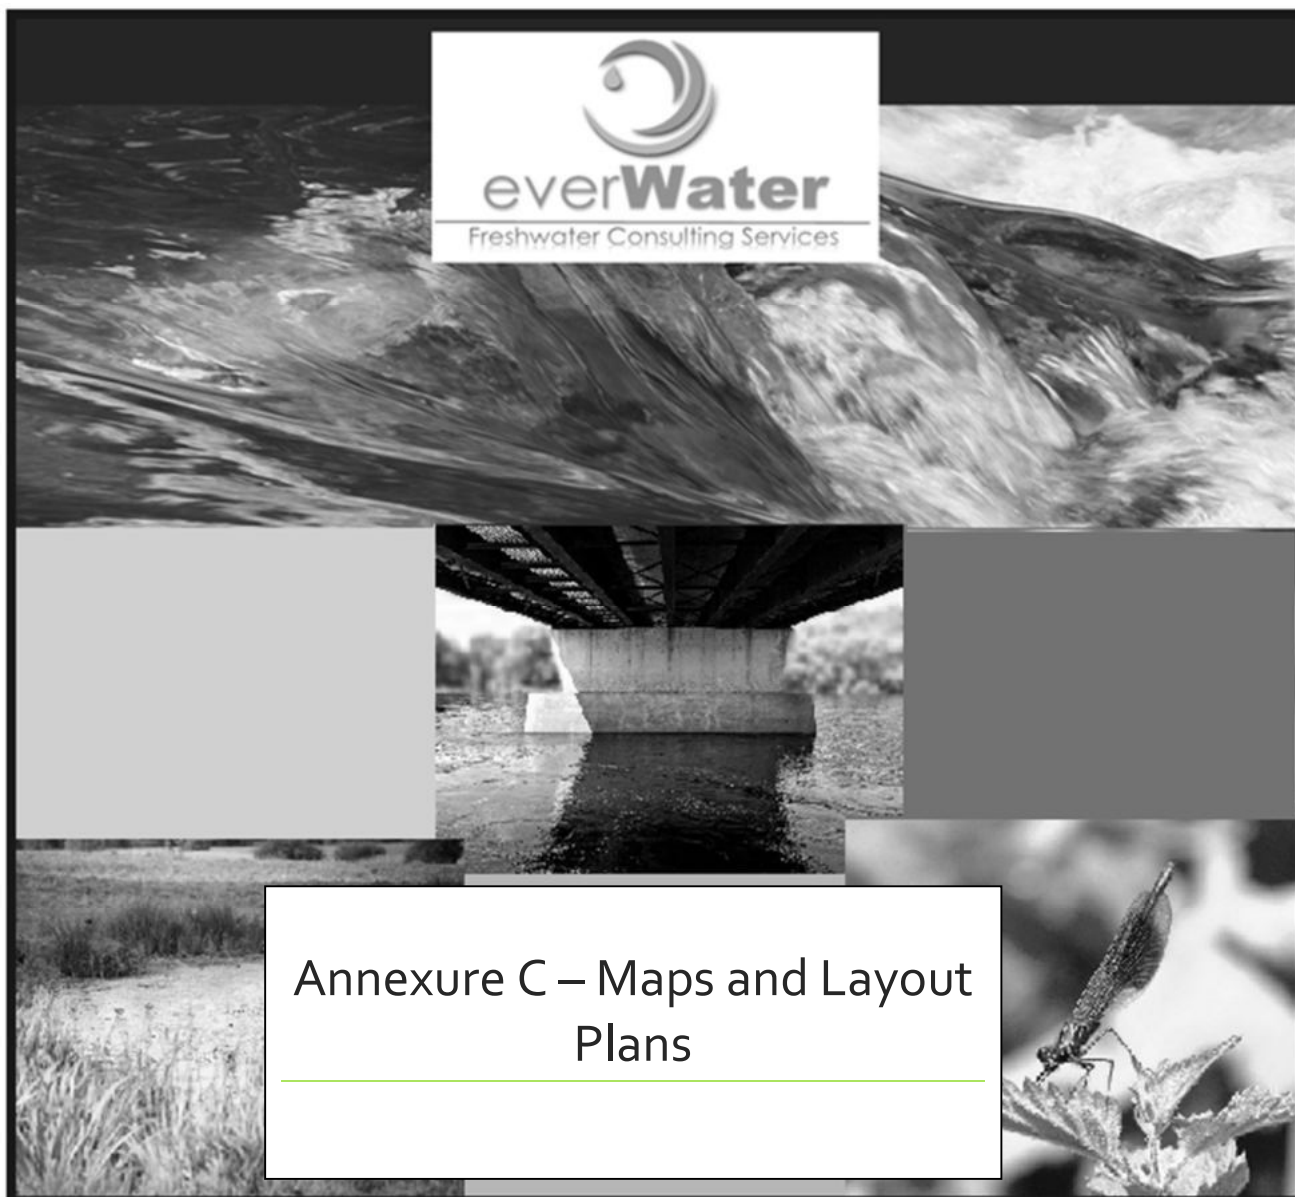 everWater
Freshwater Consulting Services
Annexure C – Maps and Layout
Plans